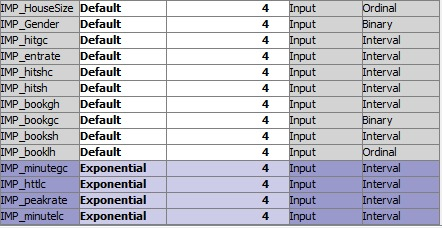 IMP_HouseSize Default 4 Input Ordinal
IMP_Gender Default 4 Input Binary
IMP_hitgc Default 4 Input Interval
IMP_entrate Default 4 Input Interval
IMP_hitshc Default 4 Input Interval
IMP_hitsh Default 4 Input Interval
IMP_bookgh Default 4 Input Interval
IMP_bookgc Default 4 Input Binary
IMP_booksh Default 4 Input Interval
IMP_booklh Default 4 Input Ordinal
IMP_minutegc Exponential 4 Input Interval
IMP_httlc Exponential 4 Input Interval
IMP_peakrate Exponential 4 Input Interval
IMP_minutelc Exponential 4 Input Interval